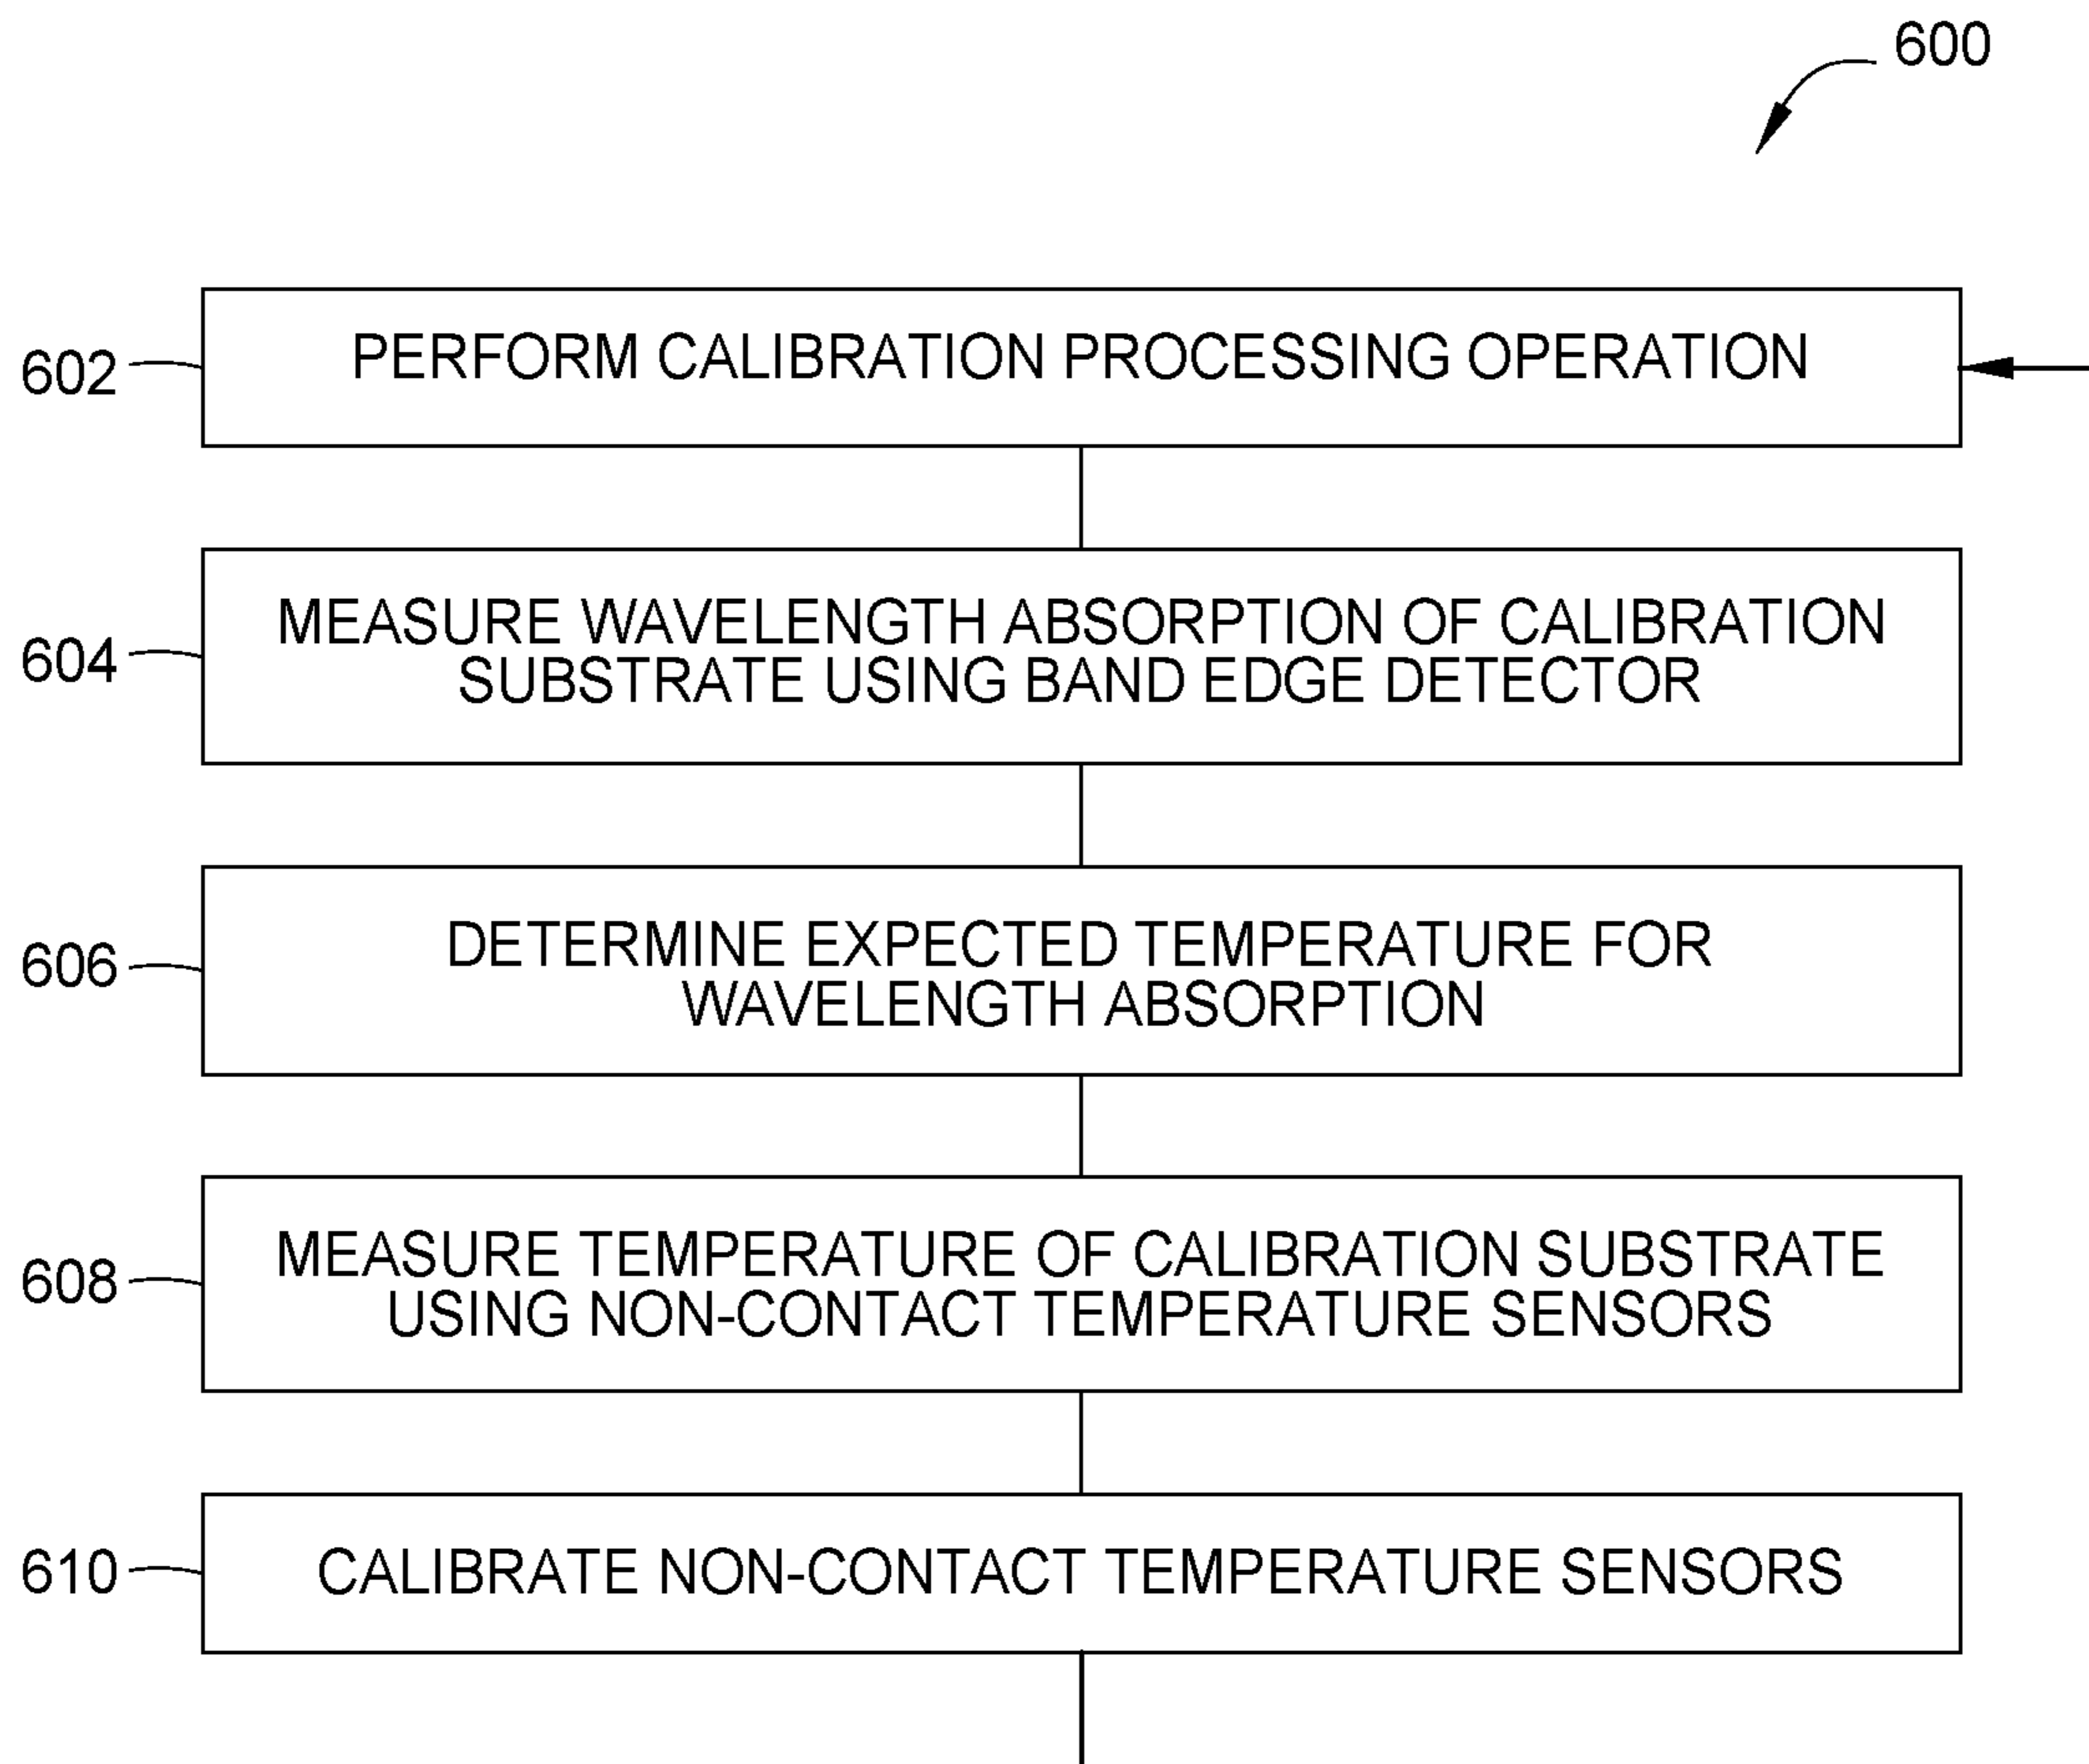 600
602
PERFORM CALIBRATION PROCESSING OPERATION
604
MEASURE WAVELENGTH ABSORPTION OF CALIBRATION
SUBSTRATE USING BAND EDGE DETECTOR
606
DETERMINE EXPECTED TEMPERATURE FOR
WAVELENGTH ABSORPTION
608
MEASURE TEMPERATURE OF CALIBRATION SUBSTRATE
USING NON-CONTACT TEMPERATURE SENSORS
610
CALIBRATE NON-CONTACT TEMPERATURE SENSORS